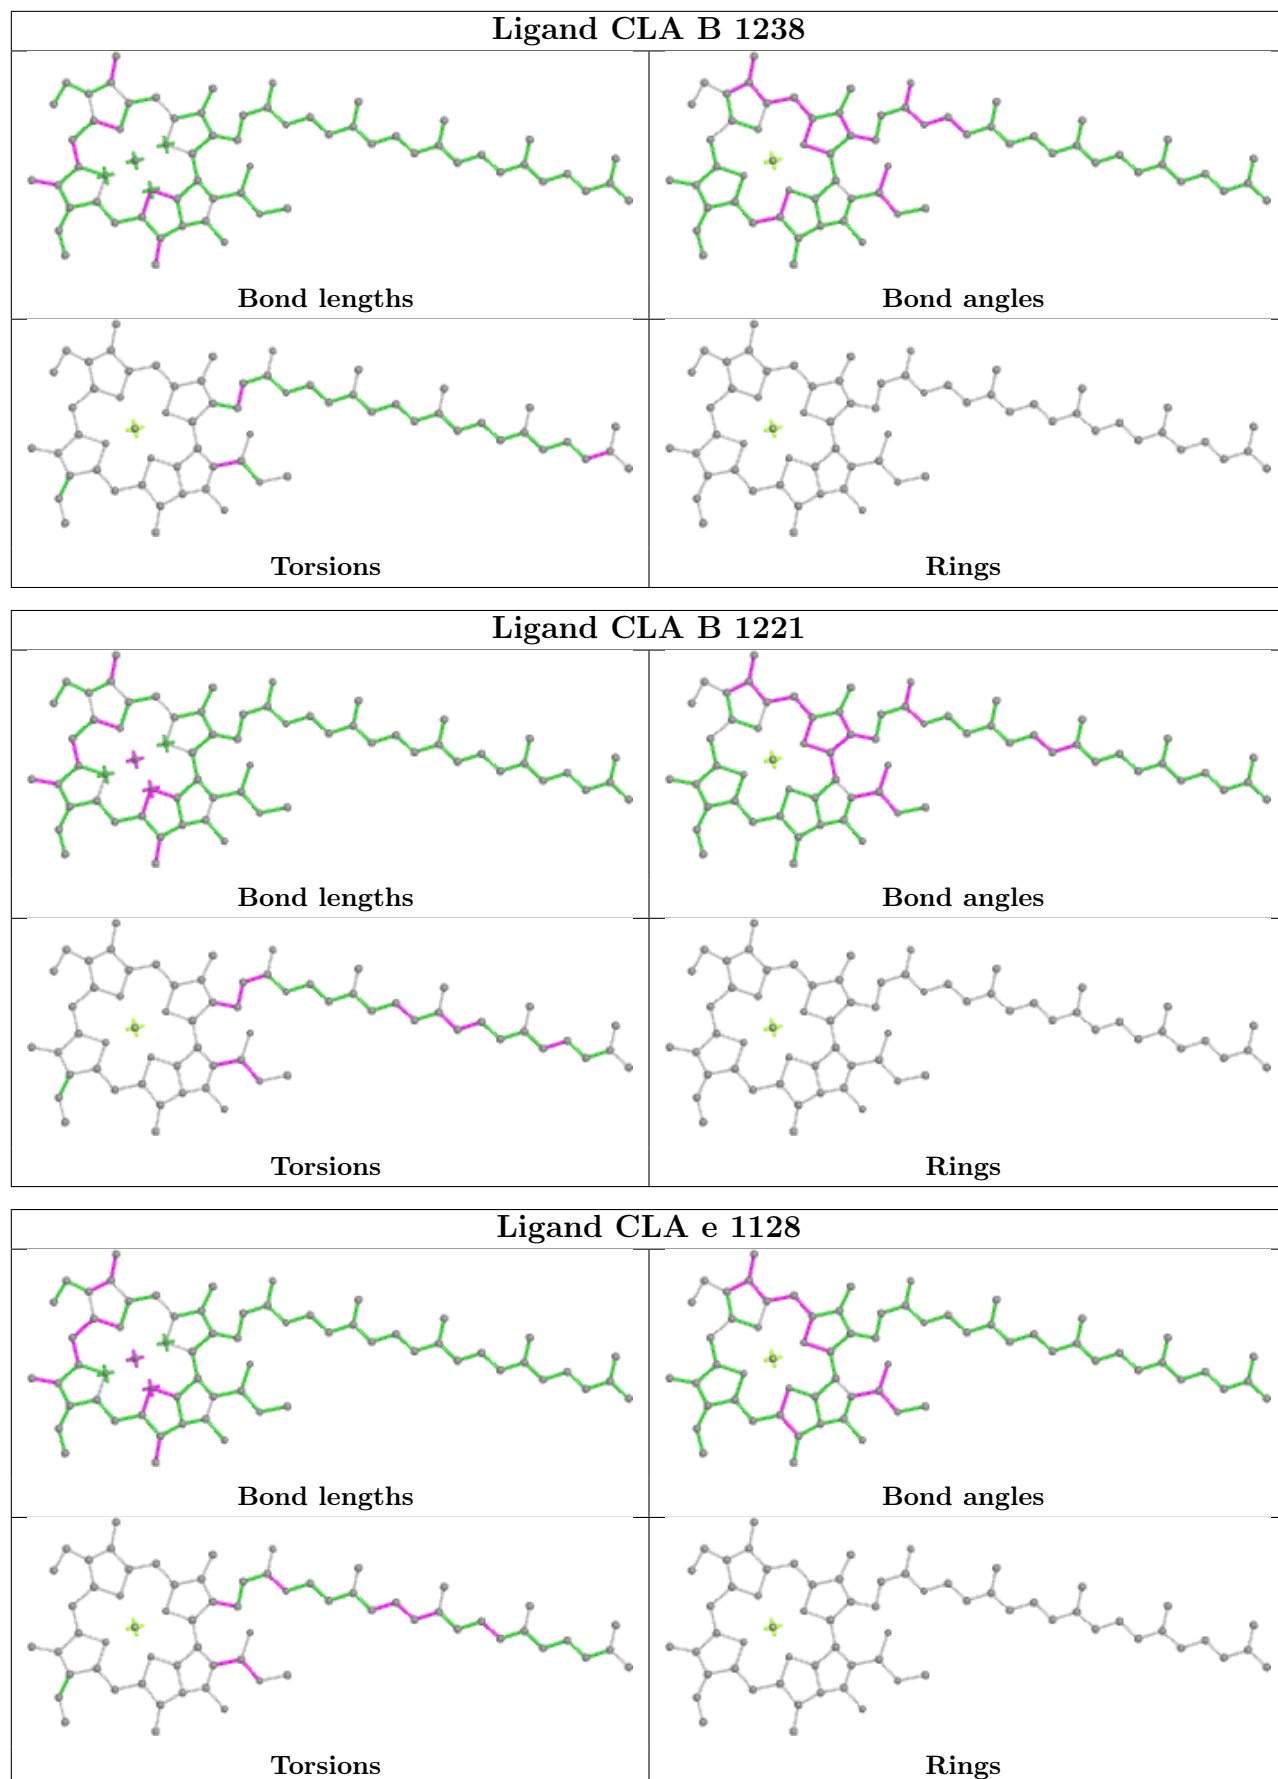 Ligand CLA B 1238
Bond lengths
Bond angles
Torsions
Rings
Ligand CLA B 1221
Bond lengths
Bond angles
Torsions
Rings
Ligand CLA e 1128
Bond lengths
Bond angles
Torsions
Rings